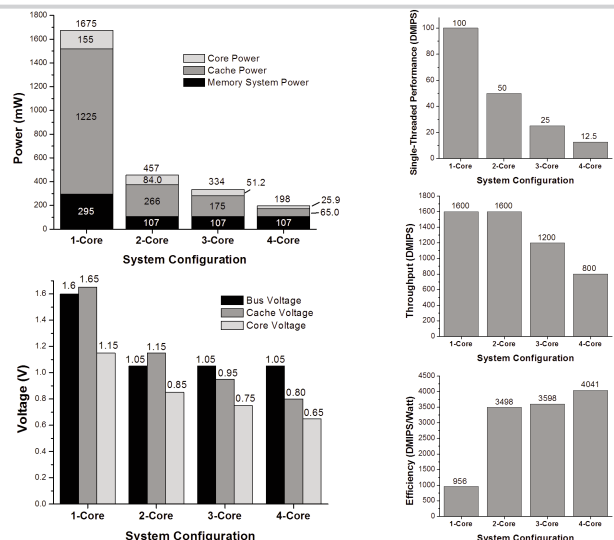 1800
1600
1400
1200
1000
800
600
400
200
0
Power (mW)
1675
155
1225
295
457
84.0
266
107
334
51.2
175
107
198
25.9
65.0
107
Core Power
Cache Power
Memory System Power
1-Core 2-Core 3-Core 4-Core
System Configuration
1.6
1.4
1.2
1.0
0.8
0.6
0.4
0.2
0.0
Voltage (V)
1.6 1.65 1.15
1.05 1.15 0.85
1.05 0.95 0.75
1.05 0.80 0.65
Bus Voltage
Cache Voltage
Core Voltage
1-Core 2-Core 3-Core 4-Core
System Configuration
Single-Threaded Performance (DMIPS)
100
80
60
40
20
0
100
50
25
12.5
1-Core 2-Core 3-Core 4-Core
System Configuration
Throughput (DMIPS)
1800
1600
1400
1200
1000
800
600
400
200
0
1600 1600 1200 800
1-Core 2-Core 3-Core 4-Core
System Configuration
Efficiency (DMIPS/Watt)
4500
4000
3500
3000
2500
2000
1500
1000
500
0
956
3498
3598
4041
1-Core 2-Core 3-Core 4-Core
System Configuration